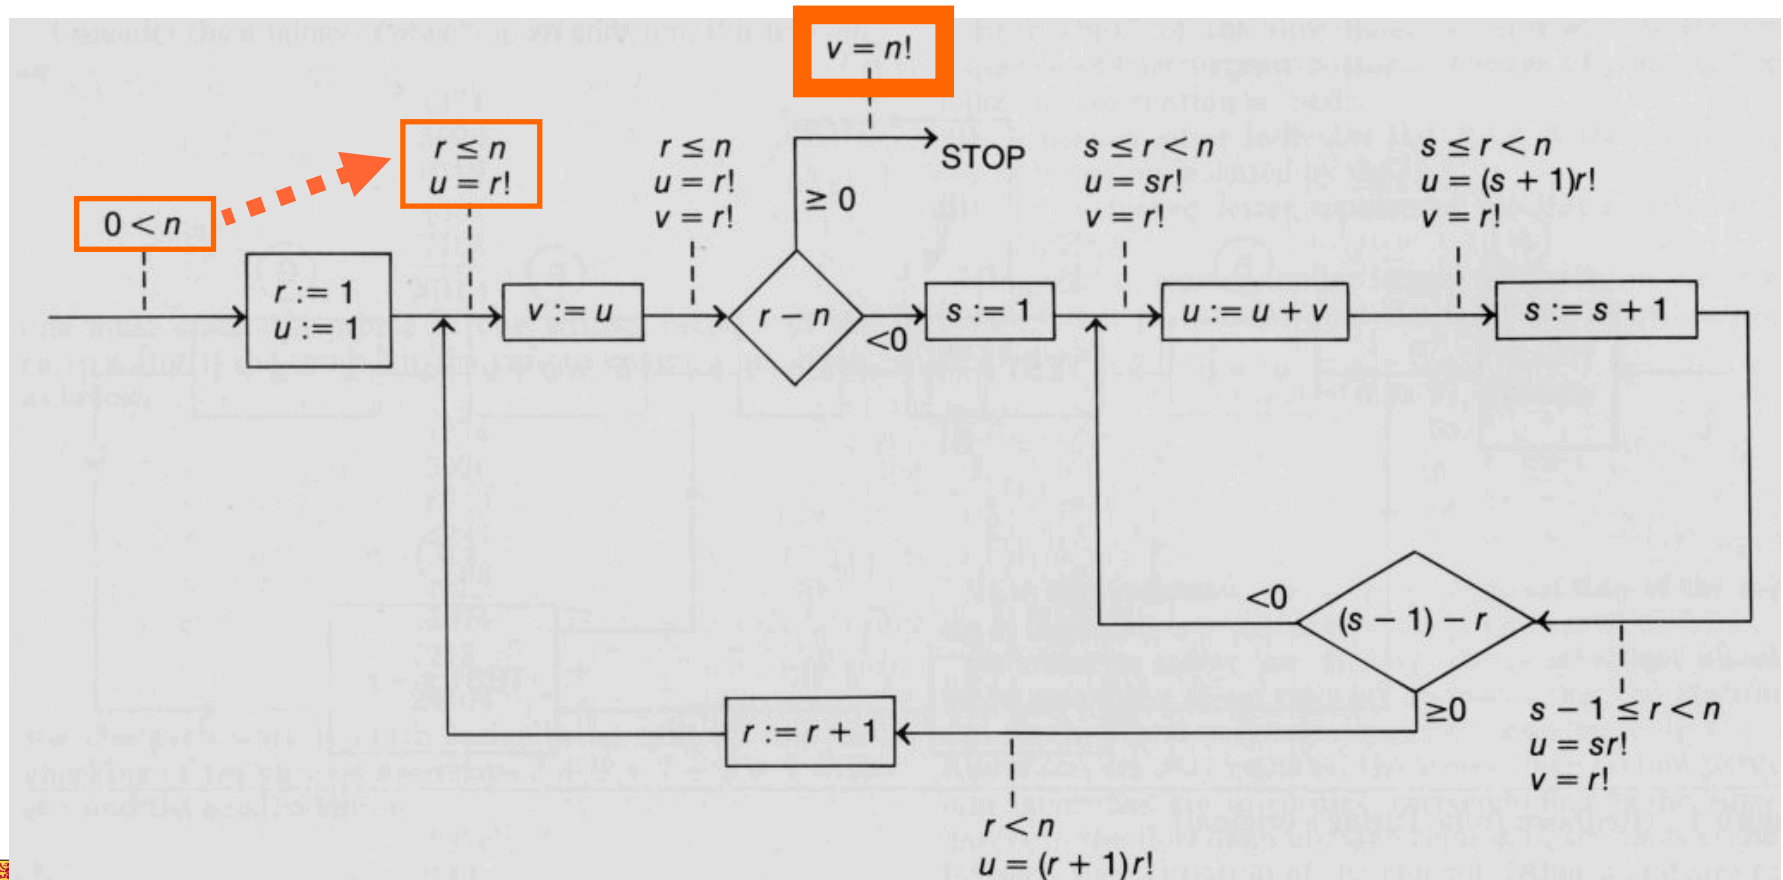 v = n!
r ≤ n
u = r!
0 < n
r := 1
u := 1
v := u
r ≤ n
u = r!
v = r!
r − n
≥ 0
STOP
<0
s := 1
s ≤ r < n
u = sr!
v = r!
u := u + v
s ≤ r < n
u = (s + 1)r!
v = r!
s := s + 1
(s − 1) − r
<0
≥0
s − 1 ≤ r < n
u = sr!
v = r!
r := r + 1
r < n
u = (r + 1)r!